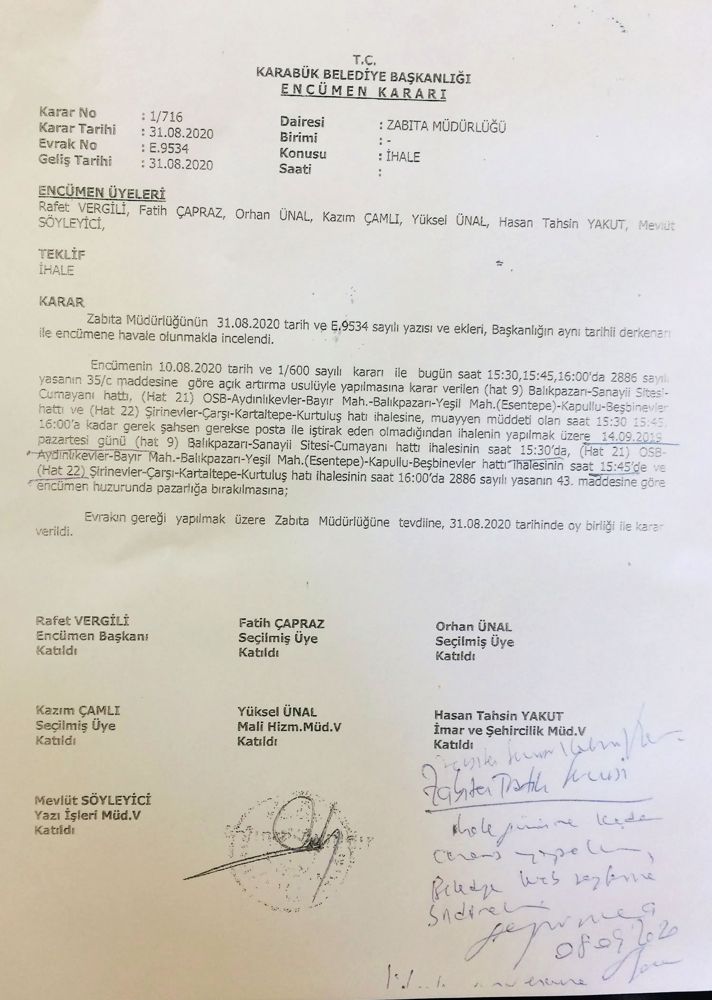 T.C.
KARABÜK BELEDİYE BAŞKANLIĞI
ENCÜMEN KARARI
Karar No : 1/716
Karar Tarihi : 31.08.2020
Evrak No : E.9534
Geliş Tarihi : 31.08.2020
Dairesi : ZABITA MÜDÜRLÜĞÜ
Birimi : -
Konusu : İHALE
Saati :
ENCÜMEN ÜYELERİ
Rafet VERGİLİ, Fatih ÇAPRAZ, Orhan ÜNAL, Kazım ÇAMLI, Yüksel ÜNAL, Hasan Tahsin YAKUT, Mevlüt
SÖYLEYİCİ,
TEKLİF
İHALE
KARAR
Zabıta Müdürlüğünün 31.08.2020 tarih ve E.9534 sayılı yazısı ve ekleri, Başkanlığın aynı tarihli derkenarı
ile encümene havale olunmakla incelendi.
Encümenin 10.08.2020 tarih ve 1/600 sayılı kararı ile bugün saat 15:30,15:45,16:00'da 2886 sayılı
yasanın 35/c maddesine göre açık artırma usulüyle yapılmasına karar verilen (hat 9) Balıkpazarı-Sanayii Sitesi-
Cumayanı hattı, (Hat 21) OSB-Aydınlıkevler-Bayır Mah.-Balıkpazarı-Yeşil Mah.(Esentepe)-Kapullu-Beşbinevler
hattı ve (Hat 22) Şirinevler-Çarşı-Kartaltepe-Kurtuluş hatı ihalesine, muayyen müddeti olan saat 15:30 15:45,
16:00'a kadar gerek şahsen gerekse posta ile iştirak eden olmadığından ihalenin yapılmak üzere 14.09.2019
pazartesi günü (hat 9) Balıkpazarı-Sanayii Sitesi-Cumayanı hattı ihalesinin saat 15:30'da, (Hat 21) OSB-
Aydınlıkevler-Bayır Mah.-Balıkpazarı-Yeşil Mah.(Esentepe)-Kapullu-Beşbinevler hattı ihalesinin saat 15:45'de ve
(Hat 22) Şirinevler-Çarşı-Kartaltepe-Kurtuluş hatı ihalesinin saat 16:00'da 2886 sayılı yasanın 43. maddesine göre
encümen huzurunda pazarlığa bırakılmasına;
Evrakın gereği yapılmak üzere Zabıta Müdürlüğüne tevdiine, 31.08.2020 tarihinde oy birliği ile karar
verildi.
Rafet VERGİLİ
Encümen Başkanı
Katıldı
Fatih ÇAPRAZ
Seçilmiş Üye
Katıldı
Orhan ÜNAL
Seçilmiş Üye
Katıldı
Kazım ÇAMLI
Seçilmiş Üye
Katıldı
Yüksel ÜNAL
Mali Hizm.Müd.V
Katıldı
Hasan Tahsin YAKUT
İmar ve Şehircilik Müd.V
Katıldı
Mevlüt SÖYLEYİCİ
Yazı İşleri Müd.V
Katıldı
Zabıta Trafik
ihale gününe kadar
yapalım,
Belediye web sayfasına